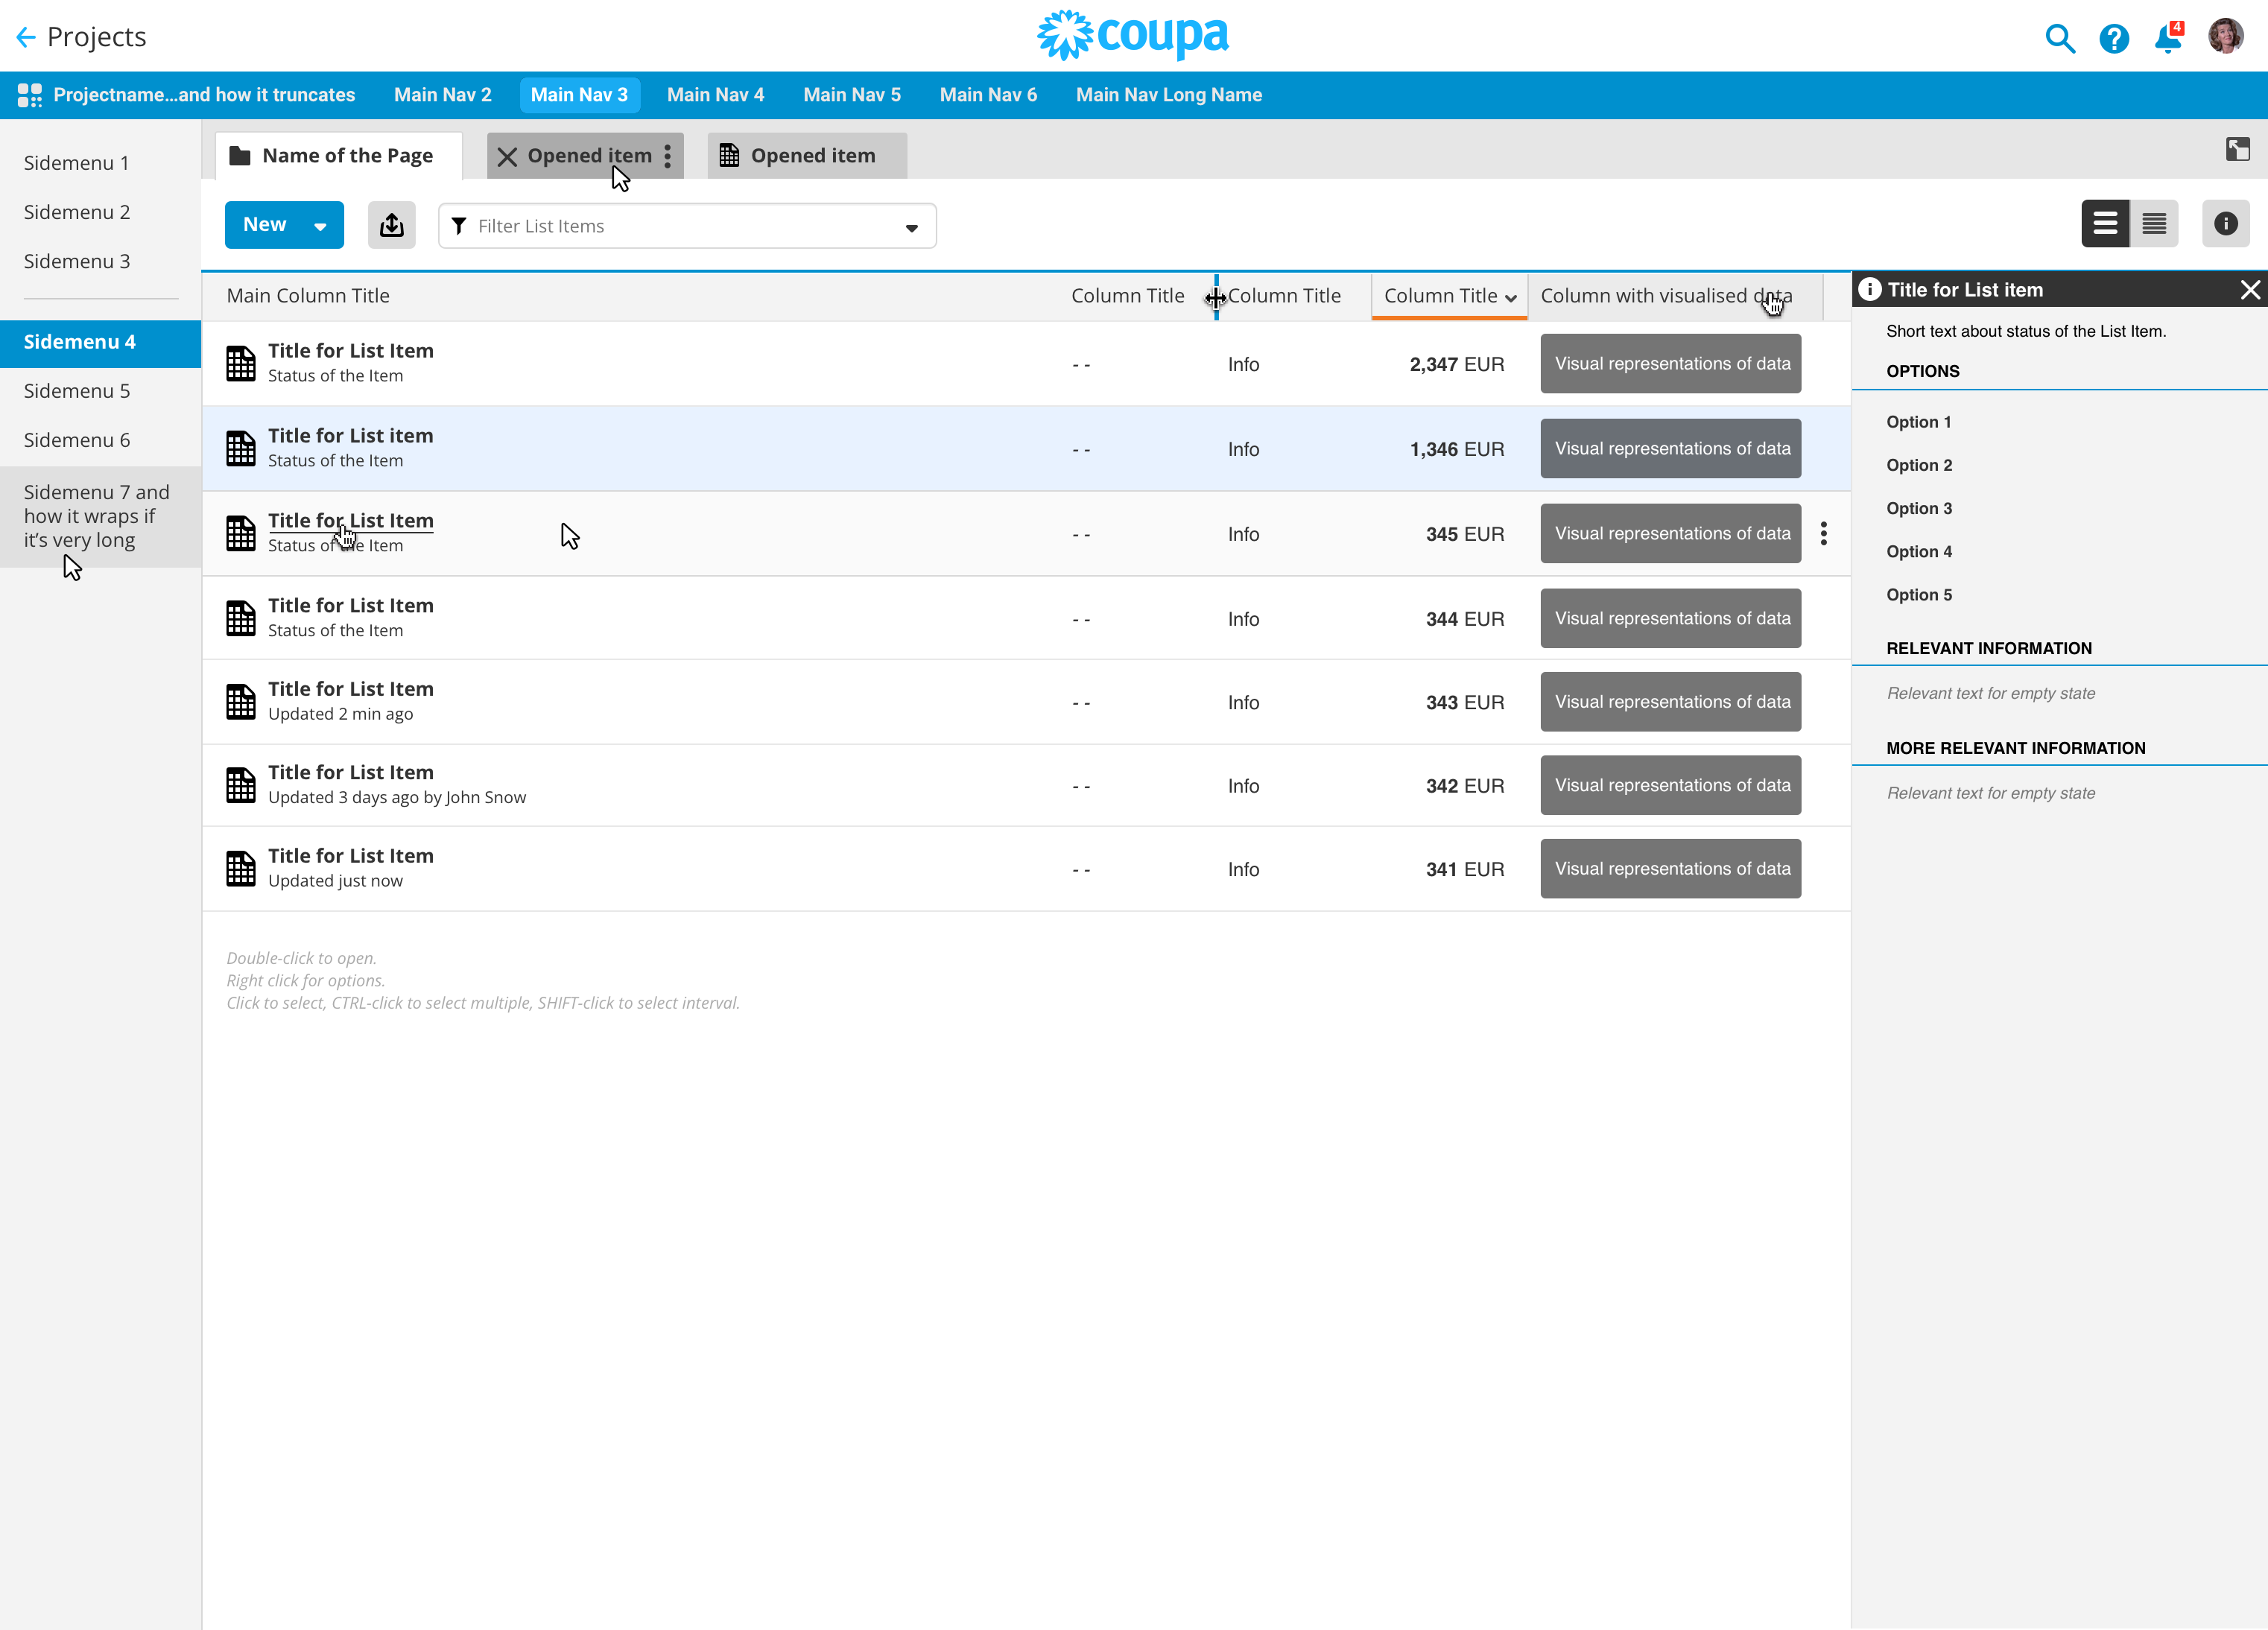 Projects
coupa
4
Projectname...and how it truncates
Main Nav 2
Main Nav 3
Main Nav 4
Main Nav 5
Main Nav 6
Main Nav Long Name
Sidemenu 1
Sidemenu 2
Sidemenu 3
Sidemenu 4
Sidemenu 5
Sidemenu 6
Sidemenu 7 and
how it wraps if
it’s very long
Name of the Page
Opened item
Opened item
New
Filter List Items
Main Column Title
Column Title
Column Title
Column Title
Column with visualised data
Title for List Item
Status of the Item
- -
Info
2,347 EUR
Visual representations of data
Title for List item
Status of the Item
- -
Info
1,346 EUR
Visual representations of data
Title for List Item
Status of the Item
- -
Info
345 EUR
Visual representations of data
Title for List Item
Status of the Item
- -
Info
344 EUR
Visual representations of data
Title for List Item
Updated 2 min ago
- -
Info
343 EUR
Visual representations of data
Title for List Item
Updated 3 days ago by John Snow
- -
Info
342 EUR
Visual representations of data
Title for List Item
Updated just now
- -
Info
341 EUR
Visual representations of data
Double-click to open.
Right click for options.
Click to select, CTRL-click to select multiple, SHIFT-click to select interval.
Title for List item
Short text about status of the List Item.
OPTIONS
Option 1
Option 2
Option 3
Option 4
Option 5
RELEVANT INFORMATION
Relevant text for empty state
MORE RELEVANT INFORMATION
Relevant text for empty state